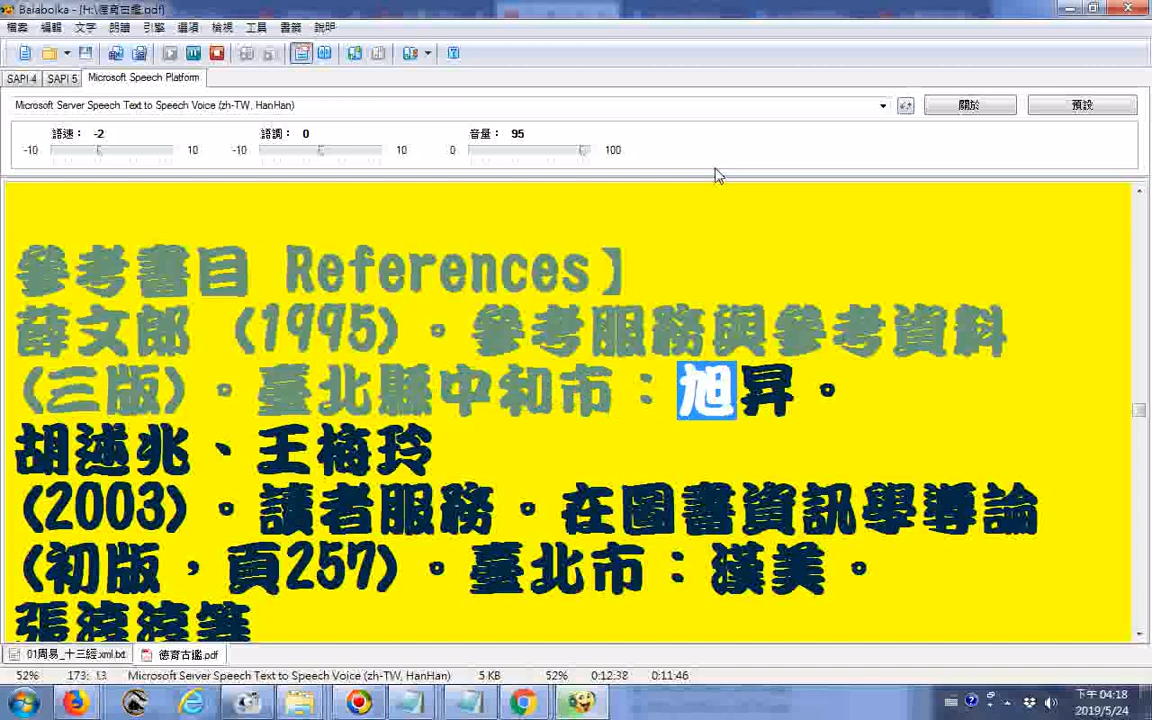 Balabolka - [H:\德育古鑑.pdf]
檔案 編輯 文字 朗讀 引擎 選項 檢視 工具 書籤 說明
SAPI 4 SAPI 5 Microsoft Speech Platform
Microsoft Server Speech Text to Speech Voice (zh-TW, HanHan) 關於 預設
語速： -2 語調： 0 音量： 95
-10 10 -10 10 0 100
參考書目 References】
薛文郎 (1995)。參考服務與參考資料
(三版)。臺北縣中和市：旭昇。
胡述兆、王梅玲
(2003)。讀者服務。在圖書資訊學導論
(初版，頁257)。臺北市：漢美。
張淳淳等
01周易_十三經.xml.txt 德育古鑑.pdf
52% 173: 13 Microsoft Server Speech Text to Speech Voice (zh-TW, HanHan) 5 KB 52% 0:12:38 0:11:46
下午 04:18
2019/5/24